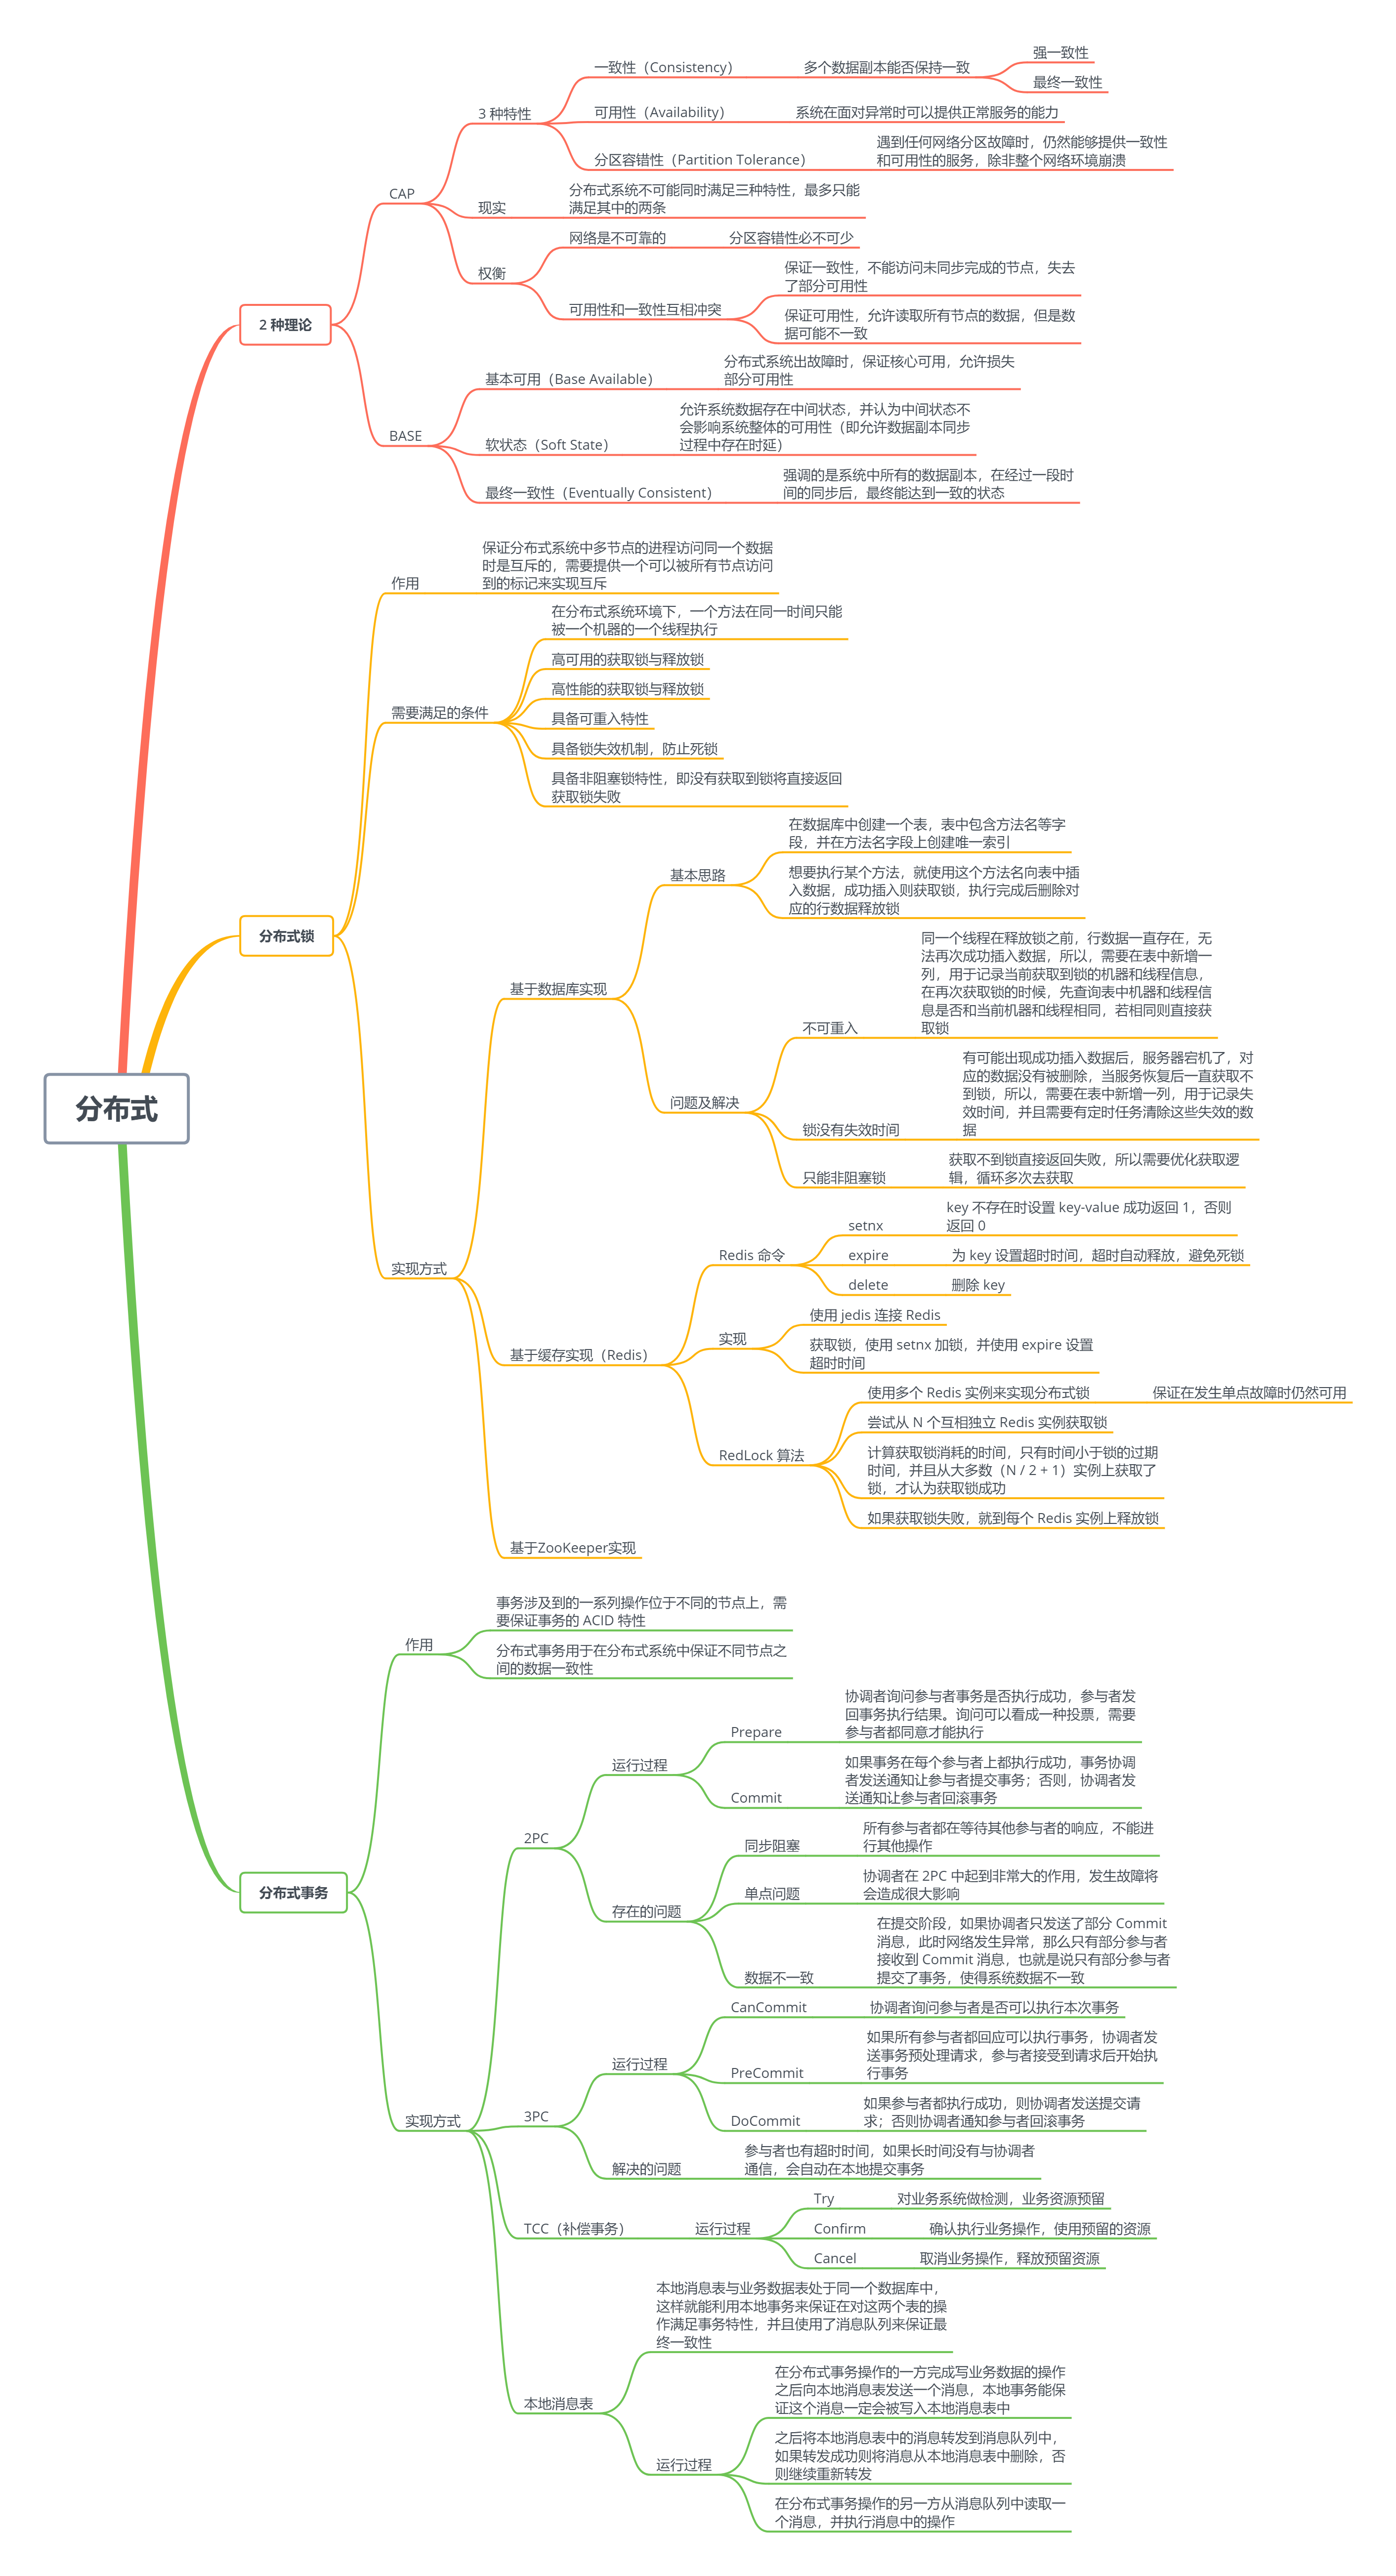 分布式
2 种理论
CAP
3 种特性
一致性（Consistency）
多个数据副本能否保持一致
强一致性
最终一致性
可用性（Availability）
系统在面对异常时可以提供正常服务的能力
分区容错性（Partition Tolerance）
遇到任何网络分区故障时，仍然能够提供一致性
和可用性的服务，除非整个网络环境崩溃
现实
分布式系统不可能同时满足三种特性，最多只能
满足其中的两条
权衡
网络是不可靠的
分区容错性必不可少
可用性和一致性互相冲突
保证一致性，不能访问未同步完成的节点，失去
了部分可用性
保证可用性，允许读取所有节点的数据，但是数
据可能不一致
BASE
基本可用（Base Available）
分布式系统出故障时，保证核心可用，允许损失
部分可用性
软状态（Soft State）
允许系统数据存在中间状态，并认为中间状态不
会影响系统整体的可用性（即允许数据副本同步
过程中存在时延）
最终一致性（Eventually Consistent）
强调的是系统中所有的数据副本，在经过一段时
间的同步后，最终能达到一致的状态
分布式锁
作用
保证分布式系统中多节点的进程访问同一个数据
时是互斥的，需要提供一个可以被所有节点访问
到的标记来实现互斥
需要满足的条件
在分布式系统环境下，一个方法在同一时间只能
被一个机器的一个线程执行
高可用的获取锁与释放锁
高性能的获取锁与释放锁
具备可重入特性
具备锁失效机制，防止死锁
具备非阻塞锁特性，即没有获取到锁将直接返回
获取锁失败
实现方式
基于数据库实现
基本思路
在数据库中创建一个表，表中包含方法名等字
段，并在方法名字段上创建唯一索引
想要执行某个方法，就使用这个方法名向表中插
入数据，成功插入则获取锁，执行完成后删除对
应的行数据释放锁
问题及解决
不可重入
同一个线程在释放锁之前，行数据一直存在，无
法再次成功插入数据，所以，需要在表中新增一
列，用于记录当前获取到锁的机器和线程信息，
在再次获取锁的时候，先查询表中机器和线程信
息是否和当前机器和线程相同，若相同则直接获
取锁
锁没有失效时间
有可能出现成功插入数据后，服务器宕机了，对
应的数据没有被删除，当服务恢复后一直获取不
到锁，所以，需要在表中新增一列，用于记录失
效时间，并且需要有定时任务清除这些失效的数
据
只能非阻塞锁
获取不到锁直接返回失败，所以需要优化获取逻
辑，循环多次去获取
基于缓存实现（Redis）
Redis 命令
setnx
key 不存在时设置 key-value 成功返回 1，否则
返回 0
expire
为 key 设置超时时间，超时自动释放，避免死锁
delete
删除 key
实现
使用 jedis 连接 Redis
获取锁，使用 setnx 加锁，并使用 expire 设置
超时时间
RedLock 算法
使用多个 Redis 实例来实现分布式锁
保证在发生单点故障时仍然可用
尝试从 N 个互相独立 Redis 实例获取锁
计算获取锁消耗的时间，只有时间小于锁的过期
时间，并且从大多数（N / 2 + 1）实例上获取了
锁，才认为获取锁成功
如果获取锁失败，就到每个 Redis 实例上释放锁
基于ZooKeeper实现
分布式事务
作用
事务涉及到的一系列操作位于不同的节点上，需
要保证事务的 ACID 特性
分布式事务用于在分布式系统中保证不同节点之
间的数据一致性
实现方式
2PC
运行过程
Prepare
协调者询问参与者事务是否执行成功，参与者发
回事务执行结果。询问可以看成一种投票，需要
参与者都同意才能执行
Commit
如果事务在每个参与者上都执行成功，事务协调
者发送通知让参与者提交事务；否则，协调者发
送通知让参与者回滚事务
存在的问题
同步阻塞
所有参与者都在等待其他参与者的响应，不能进
行其他操作
单点问题
协调者在 2PC 中起到非常大的作用，发生故障将
会造成很大影响
数据不一致
在提交阶段，如果协调者只发送了部分 Commit
消息，此时网络发生异常，那么只有部分参与者
接收到 Commit 消息，也就是说只有部分参与者
提交了事务，使得系统数据不一致
3PC
运行过程
CanCommit
协调者询问参与者是否可以执行本次事务
PreCommit
如果所有参与者都回应可以执行事务，协调者发
送事务预处理请求，参与者接受到请求后开始执
行事务
DoCommit
如果参与者都执行成功，则协调者发送提交请
求；否则协调者通知参与者回滚事务
解决的问题
参与者也有超时时间，如果长时间没有与协调者
通信，会自动在本地提交事务
TCC（补偿事务）
运行过程
Try
对业务系统做检测，业务资源预留
Confirm
确认执行业务操作，使用预留的资源
Cancel
取消业务操作，释放预留资源
本地消息表
本地消息表与业务数据表处于同一个数据库中，
这样就能利用本地事务来保证在对这两个表的操
作满足事务特性，并且使用了消息队列来保证最
终一致性
运行过程
在分布式事务操作的一方完成写业务数据的操作
之后向本地消息表发送一个消息，本地事务能保
证这个消息一定会被写入本地消息表中
之后将本地消息表中的消息转发到消息队列中，
如果转发成功则将消息从本地消息表中删除，否
则继续重新转发
在分布式事务操作的另一方从消息队列中读取一
个消息，并执行消息中的操作